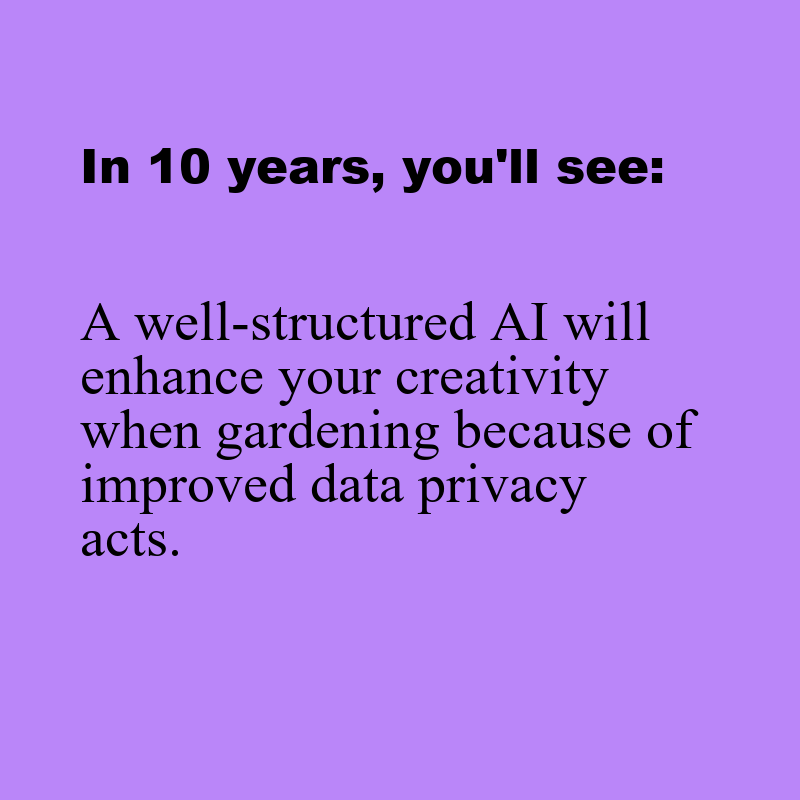 In 10 years, you'll see:
A well-structured AI will
enhance your creativity
when gardening because of
improved data privacy
acts.